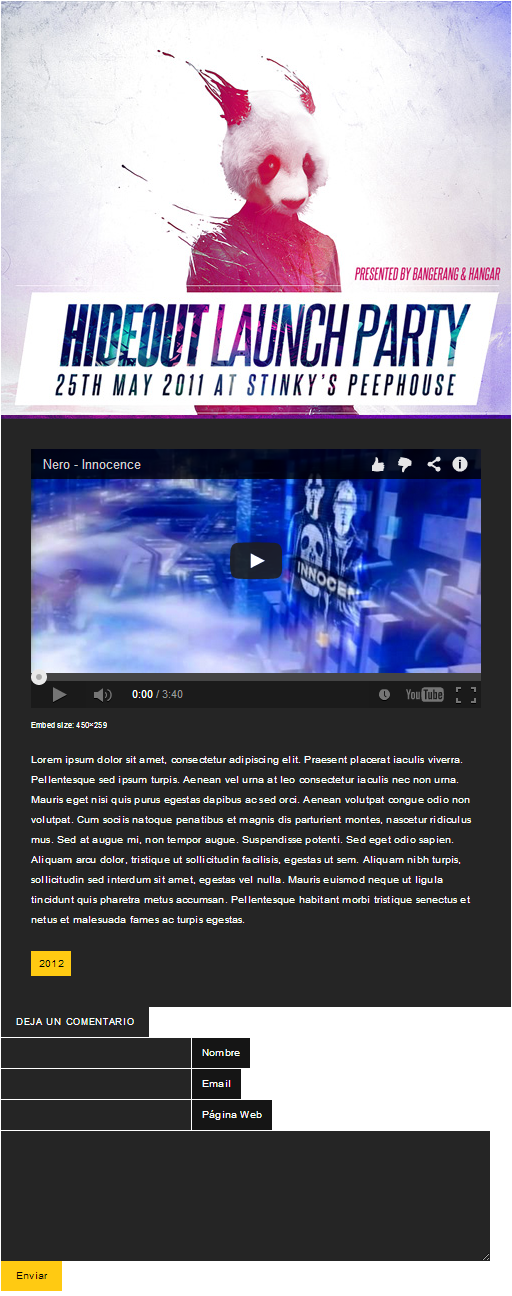 PRESENTED BY BANGERANG & HANGAR
HIDEOUT LAUNCH PARTY
25TH MAY 2011 AT STINKY'S PEEPHOUSE
Nero - Innocence
INNOCEN
0:00 / 3:40
YouTube
Embed size: 450×259
Lorem ipsum dolor sit amet, consectetur adipiscing elit. Praesent placerat iaculis viverra.
Pellentesque sed ipsum turpis. Aenean vel urna at leo consectetur iaculis nec non urna.
Mauris eget nisi quis purus egestas dapibus ac sed orci. Aenean volutpat congue odio non
volutpat. Cum sociis natoque penatibus et magnis dis parturient montes, nascetur ridiculus
mus. Sed at augue mi, non tempor augue. Suspendisse potenti. Sed eget odio sapien.
Aliquam arcu dolor, tristique ut sollicitudin facilisis, egestas ut sem. Aliquam nibh turpis,
sollicitudin sed interdum sit amet, egestas vel nulla. Mauris euismod neque ut ligula
tincidunt quis pharetra metus accumsan. Pellentesque habitant morbi tristique senectus et
netus et malesuada fames ac turpis egestas.
2012
DEJA UN COMENTARIO
Nombre
Email
Página Web
Enviar